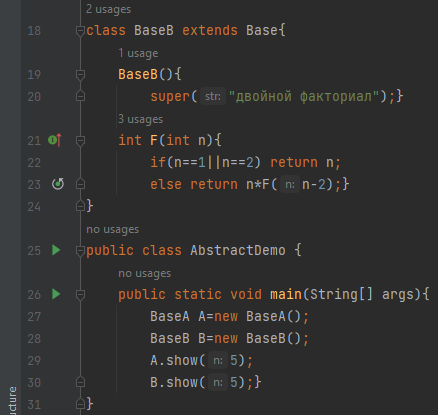 2 usages
18 class BaseB extends Base{
1 usage
19 BaseB(){
20 super( str: "двойной факториал");}
3 usages
21 int F(int n){
22 if(n==1||n==2) return n;
23 else return n*F( n: n-2);}
24 }
no usages
25 public class AbstractDemo {
no usages
26 public static void main(String[] args){
27 BaseA A=new BaseA();
28 BaseB B=new BaseB();
29 A.show( n: 5);
30 B.show( n: 5);}
31 }
ucture